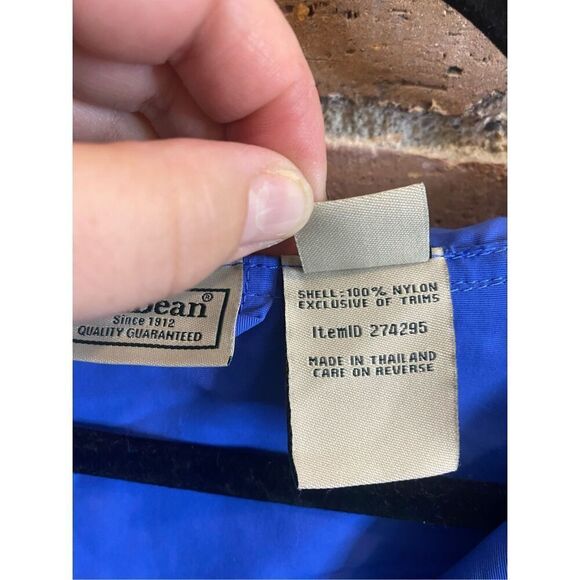 Bean®
Since 1912
QUALITY GUARANTEED
SHELL:100% NYLON
EXCLUSIVE OF TRIMS
ItemID 274295
MADE IN THAILAND
CARE ON REVERSE